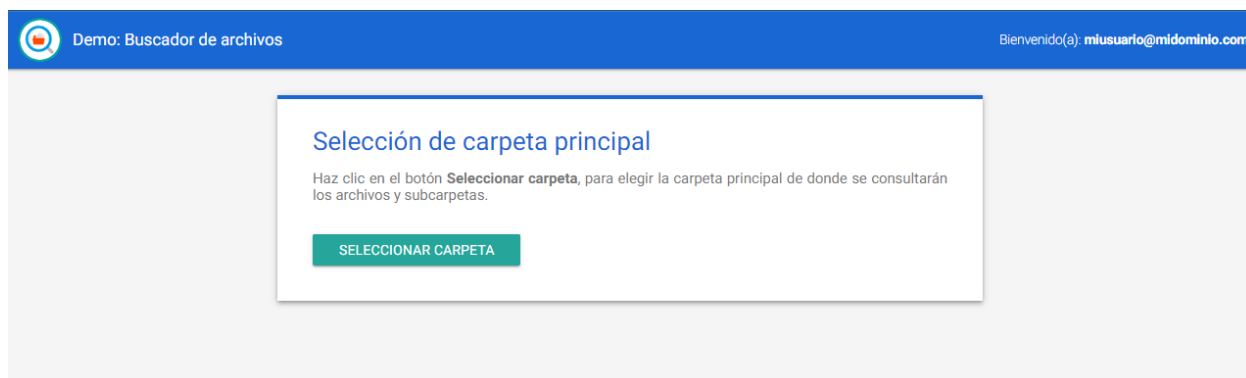 Demo: Buscador de archivos
Bienvenido(a): miusuario@midominio.com
Selección de carpeta principal
Haz clic en el botón Seleccionar carpeta, para elegir la carpeta principal de donde se consultarán
los archivos y subcarpetas.
SELECCIONAR CARPETA